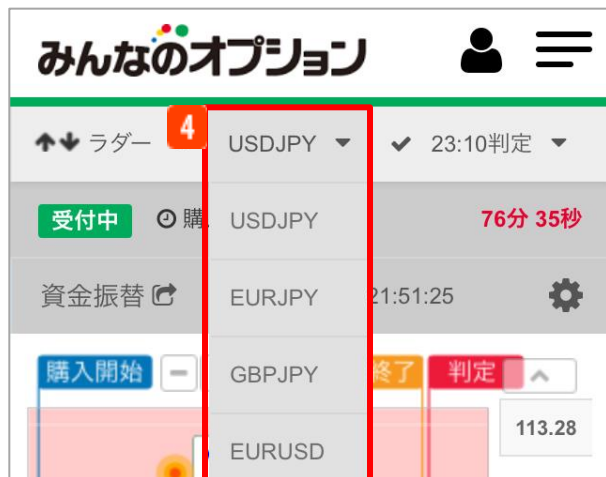 みんなのオプション
ラダー 4 USDJPY 23:10判定
受付中 購 USDJPY 76分 35秒
資金振替 EURJPY 21:51:25
購入開始 GBPJPY 終了 判定
113.28
EURUSD